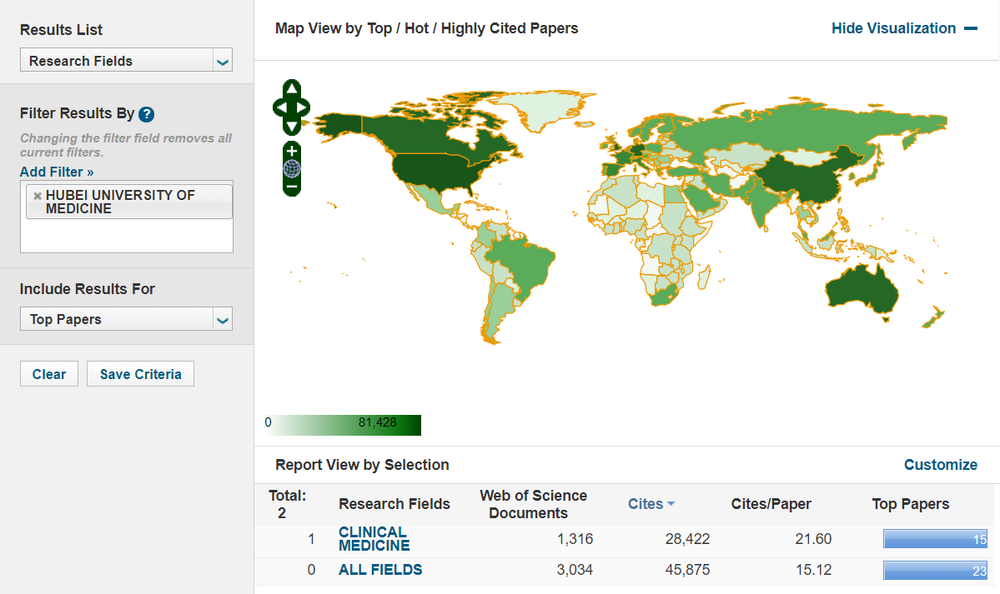 Results List
Research Fields
Filter Results By ?
Changing the filter field removes all
current filters.
Add Filter »
HUBEI UNIVERSITY OF
MEDICINE
Include Results For
Top Papers
Clear
Save Criteria
Map View by Top / Hot / Highly Cited Papers
Hide Visualization
0
81,428
Report View by Selection
Customize
Total:
2
Research Fields
Web of Science
Documents
Cites
Cites/Paper
Top Papers
1
CLINICAL
MEDICINE
1,316
28,422
21.60
15
0
ALL FIELDS
3,034
45,875
15.12
23